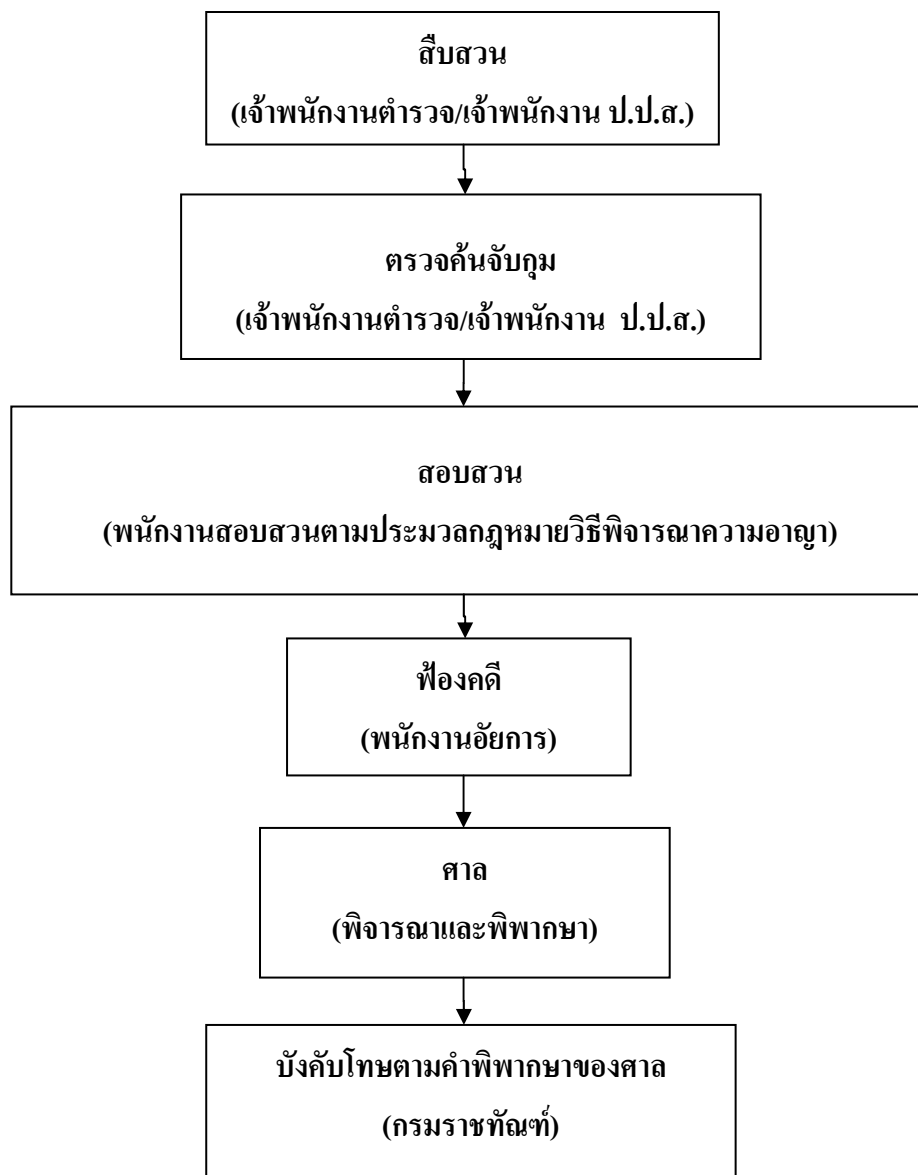 สืบสวน
(เจ้าพนักงานตำรวจ/เจ้าพนักงาน ป.ป.ส.)
ตรวจค้นจับกุม
(เจ้าพนักงานตำรวจ/เจ้าพนักงาน ป.ป.ส.)
สอบสวน
(พนักงานสอบสวนตามประมวลกฎหมายวิธีพิจารณาความอาญา)
ฟ้องคดี
(พนักงานอัยการ)
ศาล
(พิจารณาและพิพากษา)
บังคับโทษตามคำพิพากษาของศาล
(กรมราชทัณฑ์)